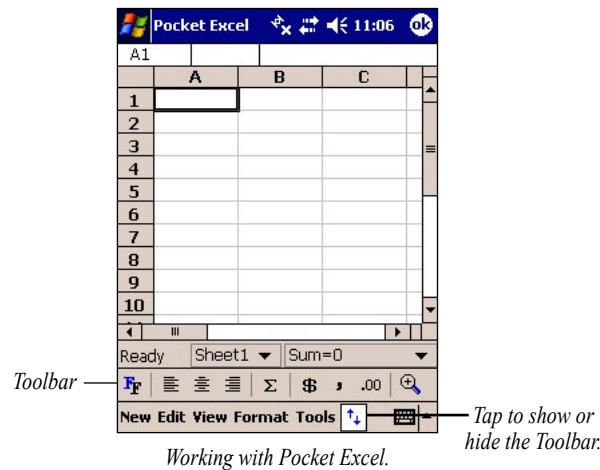 Pocket Excel 11:06 ok
A1
A B C
1
2
3
4
5
6
7
8
9
10
Ready Sheet1 Sum=0
Toolbar
FF Σ $ , .00
New Edit View Format Tools
Tap to show or
hide the Toolbar.
Working with Pocket Excel.